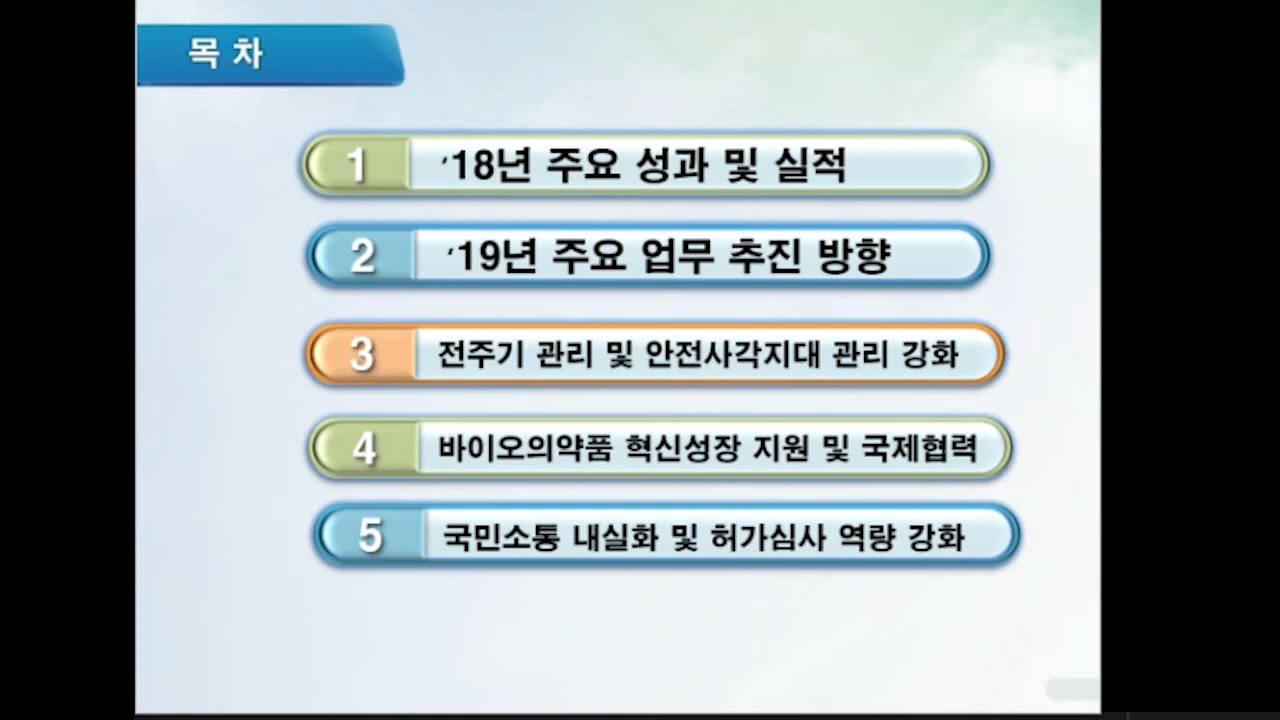 목 차
1 ‘18년 주요 성과 및 실적
2 ‘19년 주요 업무 추진 방향
3 전주기 관리 및 안전사각지대 관리 강화
4 바이오의약품 혁신성장 지원 및 국제협력
5 국민소통 내실화 및 허가심사 역량 강화